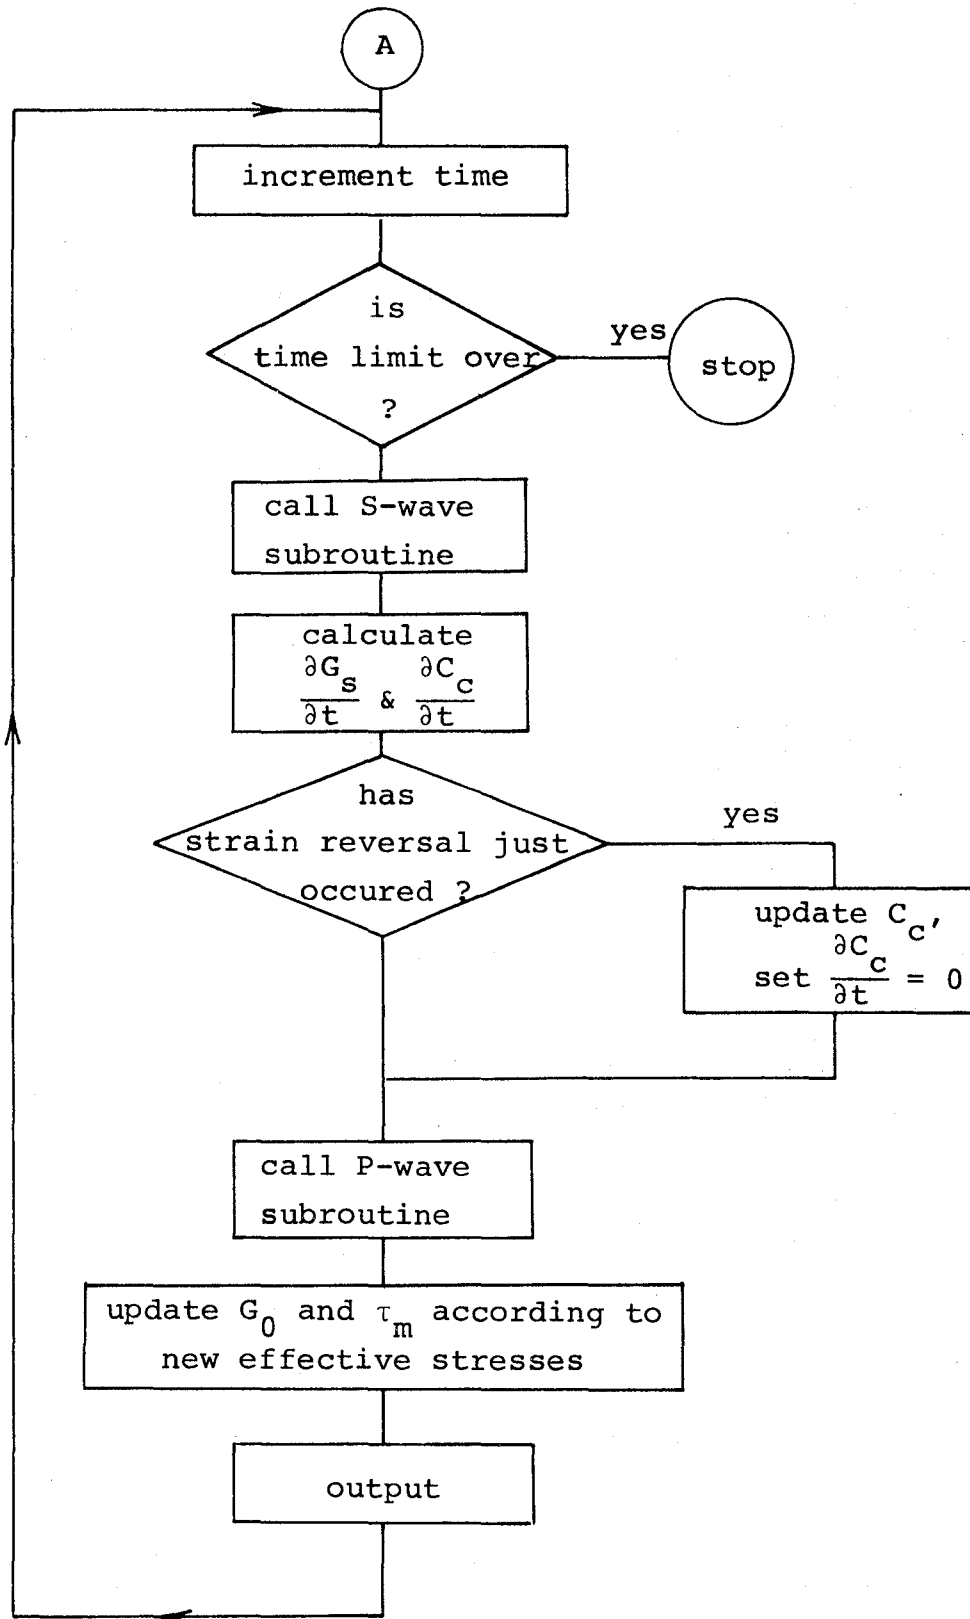 A
increment time
is
time limit over
?
yes
stop
call S-wave
subroutine
calculate
∂G_s/∂t & ∂C_c/∂t
has
strain reversal just
occured ?
yes
update C_c,
set ∂C_c/∂t = 0
call P-wave
subroutine
update G_0 and τ_m according to
new effective stresses
output